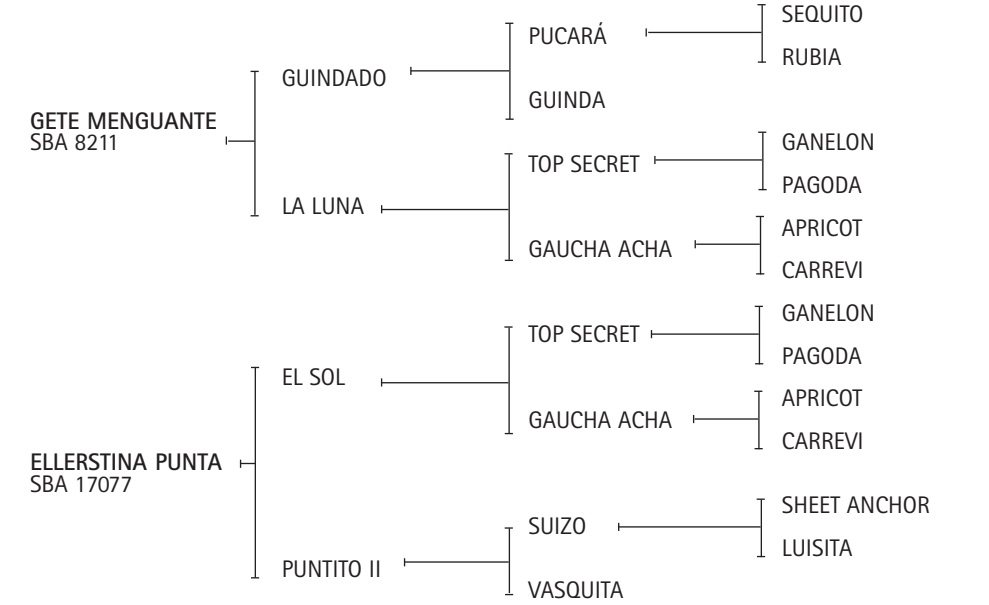 SEQUITO
PUCARÁ
RUBIA
GUINDADO
GUINDA
GETE MENGUANTE
SBA 8211
GANELON
TOP SECRET
PAGODA
LA LUNA
APRICOT
GAUCHA ACHA
CARREVI
GANELON
TOP SECRET
PAGODA
EL SOL
APRICOT
GAUCHA ACHA
CARREVI
ELLERSTINA PUNTA
SBA 17077
SHEET ANCHOR
SUIZO
LUISITA
PUNTITO II
VASQUITA